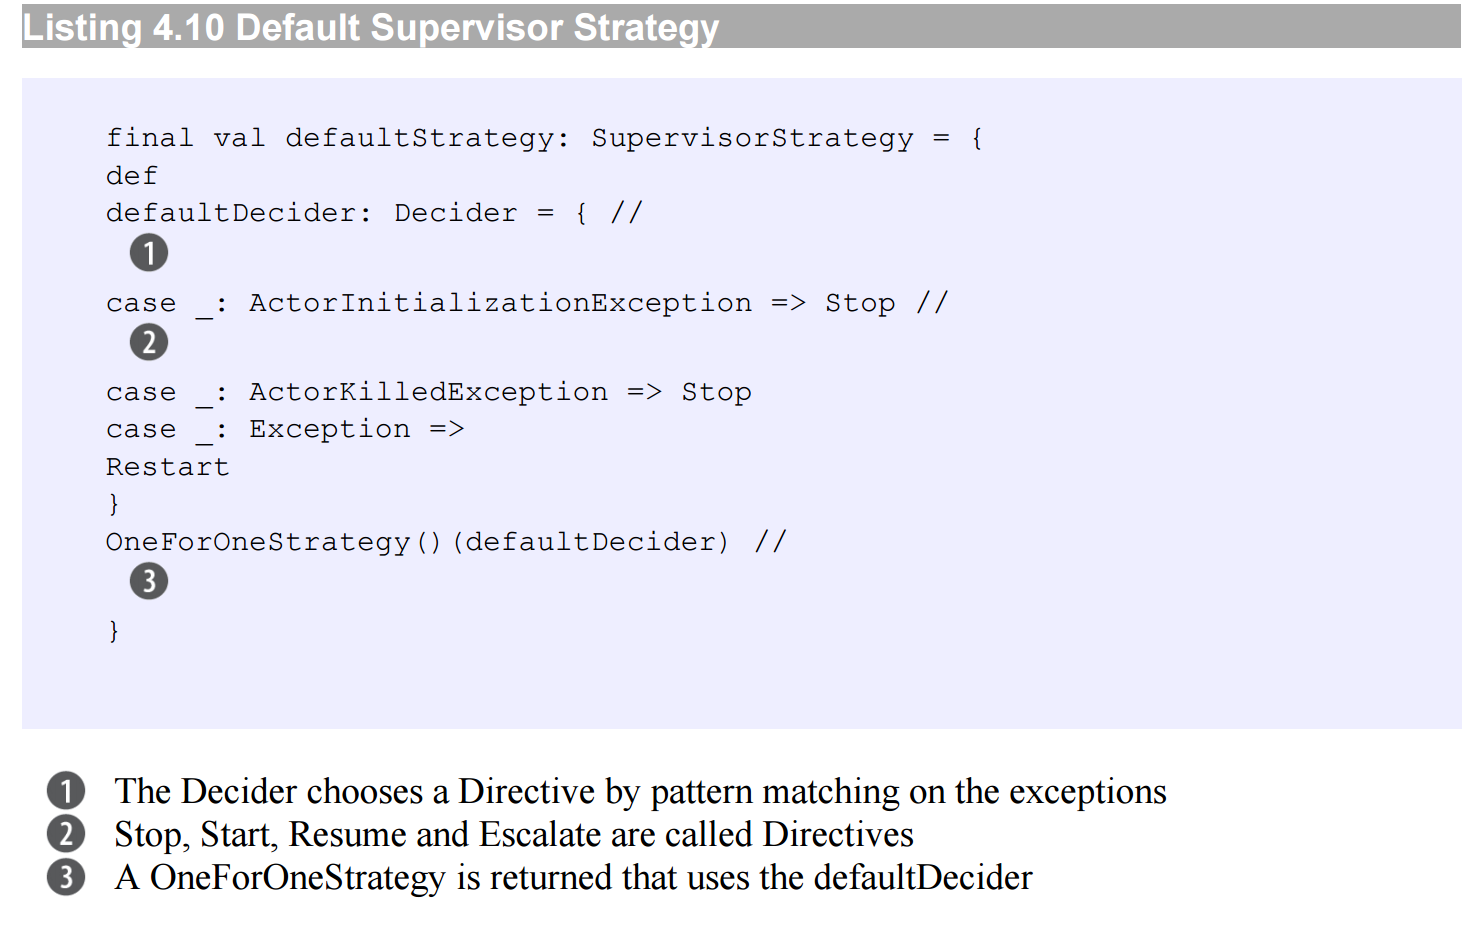 Listing 4.10 Default Supervisor Strategy
final val defaultStrategy: SupervisorStrategy = {
def
defaultDecider: Decider = { //
1
case _: ActorInitializationException => Stop //
2
case _: ActorKilledException => Stop
case _: Exception =>
Restart
}
OneForOneStrategy()(defaultDecider) //
3
}
1 The Decider chooses a Directive by pattern matching on the exceptions
2 Stop, Start, Resume and Escalate are called Directives
3 A OneForOneStrategy is returned that uses the defaultDecider